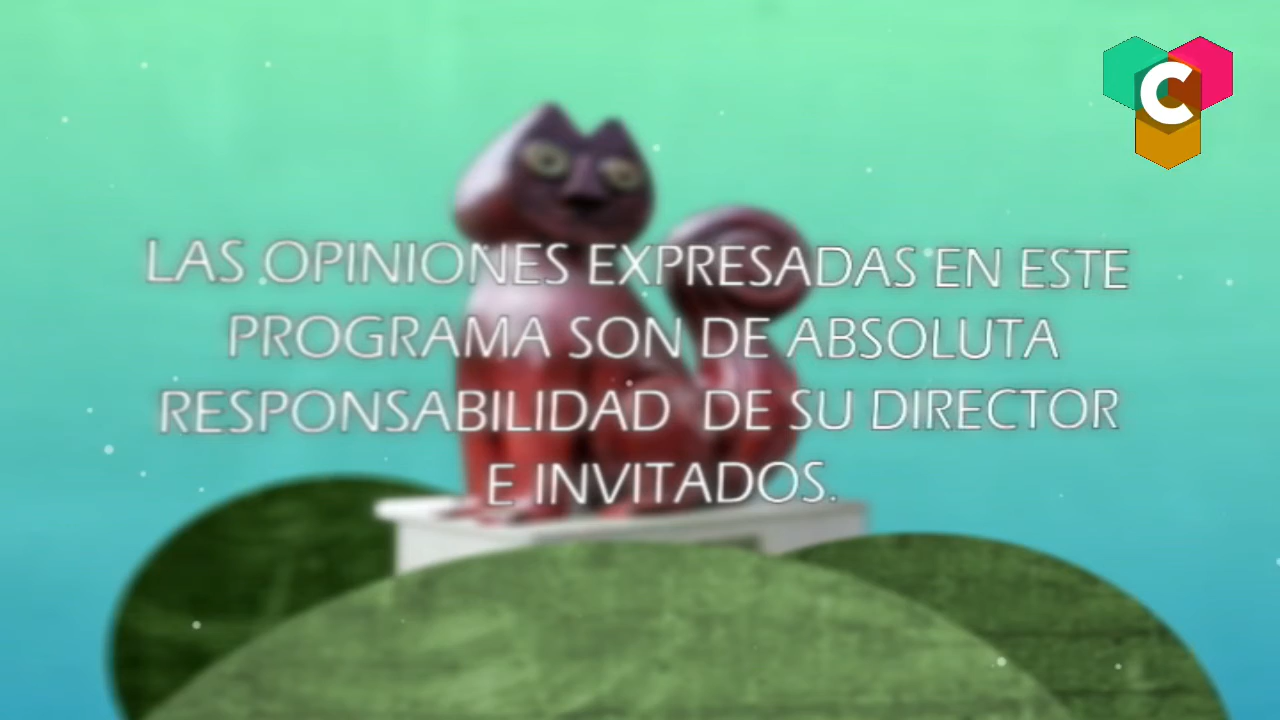 C
LAS OPINIONES EXPRESADAS EN ESTE
PROGRAMA SON DE ABSOLUTA
RESPONSABILIDAD DE SU DIRECTOR
E INVITADOS.